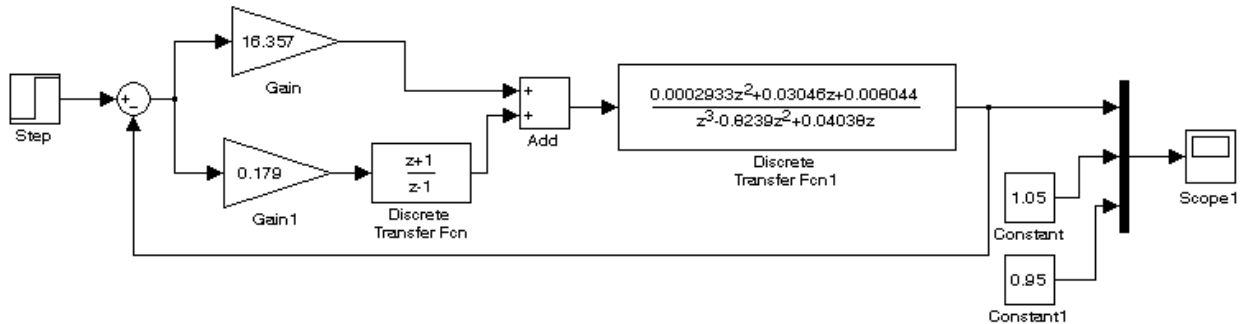 Step
+
-
16.357
Gain
0.179
Gain1
z+1
z-1
Discrete
Transfer Fcn
+
+
Add
0.0002933z²+0.03046z+0.008044
z³-0.8239z²+0.04038z
Discrete
Transfer Fcn1
1.05
Constant
0.95
Constant1
Scope1